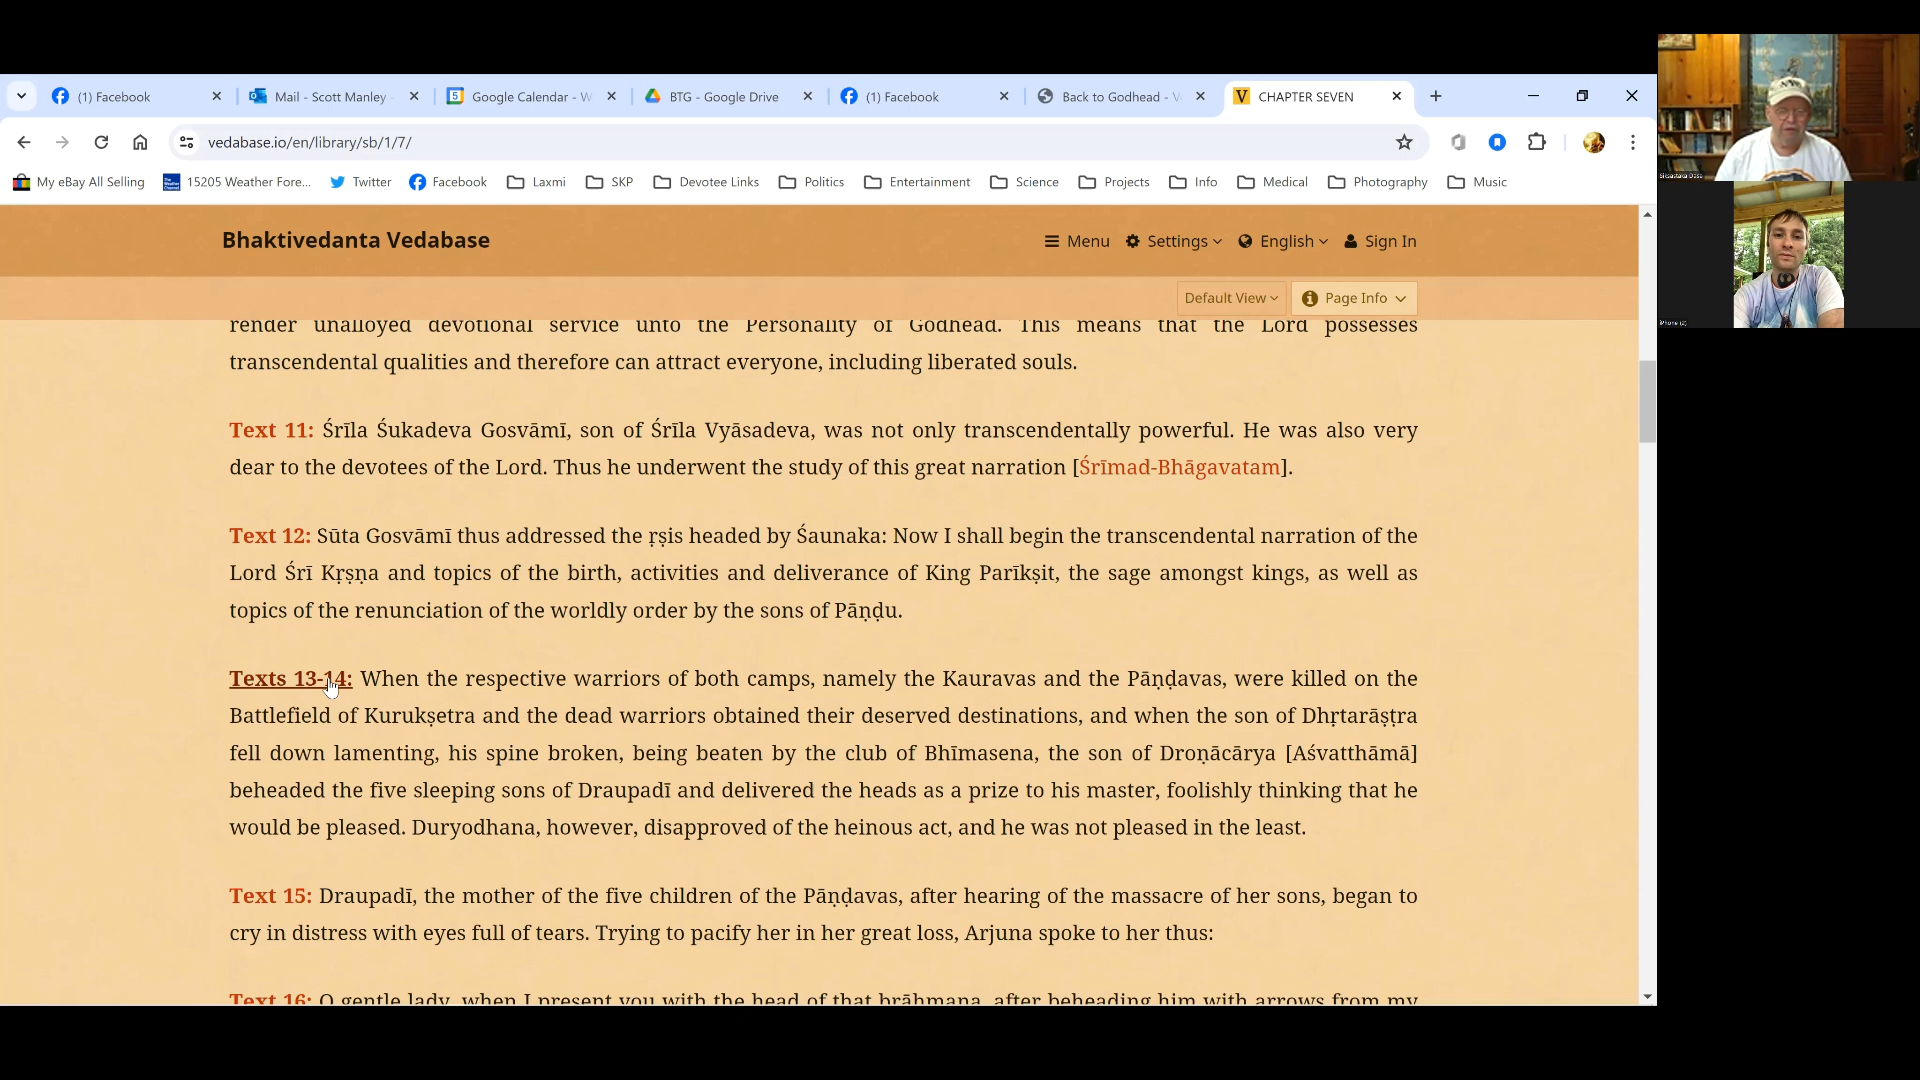 (1) Facebook
Mail - Scott Manley -
Google Calendar - W
BTG - Google Drive
(1) Facebook
Back to Godhead - V
CHAPTER SEVEN
vedabase.io/en/library/sb/1/7/
My eBay All Selling
15205 Weather Fore...
Twitter
Facebook
Laxmi
SKP
Devotee Links
Politics
Entertainment
Science
Projects
Info
Medical
Photography
Music
Bhaktivedanta Vedabase
Menu
Settings
English
Sign In
Default View
Page Info
render unalloyed devotional service unto the Personality of Godhead. This means that the Lord possesses
transcendental qualities and therefore can attract everyone, including liberated souls.
Text 11: Śrīla Śukadeva Gosvāmī, son of Śrīla Vyāsadeva, was not only transcendentally powerful. He was also very
dear to the devotees of the Lord. Thus he underwent the study of this great narration [Śrīmad-Bhāgavatam].
Text 12: Sūta Gosvāmī thus addressed the ṛṣis headed by Śaunaka: Now I shall begin the transcendental narration of the
Lord Śrī Kṛṣṇa and topics of the birth, activities and deliverance of King Parīkṣit, the sage amongst kings, as well as
topics of the renunciation of the worldly order by the sons of Pāṇḍu.
Texts 13-14: When the respective warriors of both camps, namely the Kauravas and the Pāṇḍavas, were killed on the
Battlefield of Kurukṣetra and the dead warriors obtained their deserved destinations, and when the son of Dhṛtarāṣṭra
fell down lamenting, his spine broken, being beaten by the club of Bhīmasena, the son of Droṇācārya [Aśvatthāmā]
beheaded the five sleeping sons of Draupadī and delivered the heads as a prize to his master, foolishly thinking that he
would be pleased. Duryodhana, however, disapproved of the heinous act, and he was not pleased in the least.
Text 15: Draupadī, the mother of the five children of the Pāṇḍavas, after hearing of the massacre of her sons, began to
cry in distress with eyes full of tears. Trying to pacify her in her great loss, Arjuna spoke to her thus:
Text 16: O gentle lady, when I present you with the head of that brāhmaṇa, after beheading him with arrows from my
iPhone (2)